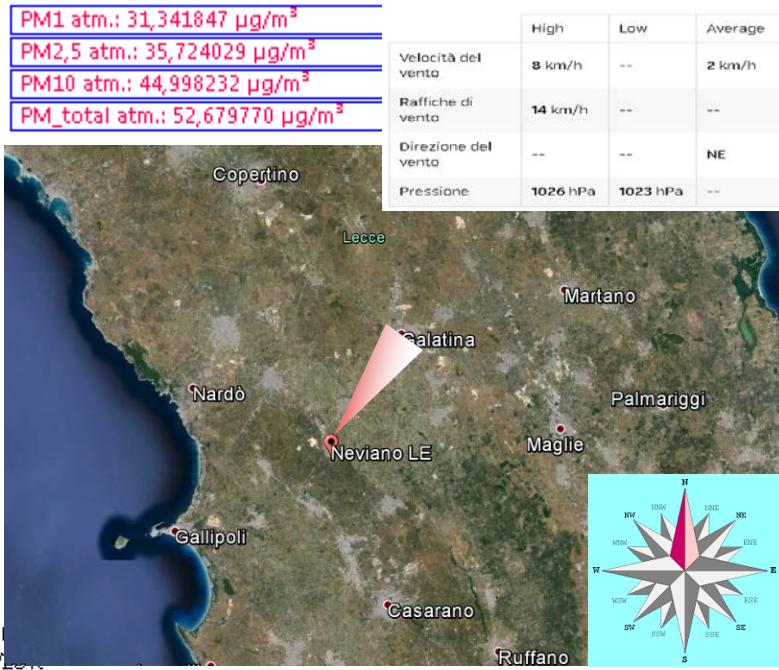 PM1 atm.: 31,341847 µg/m³
PM2,5 atm.: 35,724029 µg/m³
PM10 atm.: 44,998232 µg/m³
PM_total atm.: 52,679770 µg/m³
High Low Average
Velocità del
vento
8 km/h -- 2 km/h
Raffiche di
vento
14 km/h -- --
Direzione del
vento
-- -- NE
Pressione 1026 hPa 1023 hPa --
Copertino
Lecce
Martano
Galatina
Nardò
Palmariggi
Maglie
Neviano LE
Gallipoli
Casarano
Ruffano
N
NNW NNE
NW NE
WNW ENE
W E
WSW ESE
SW SE
SSW SSE
S